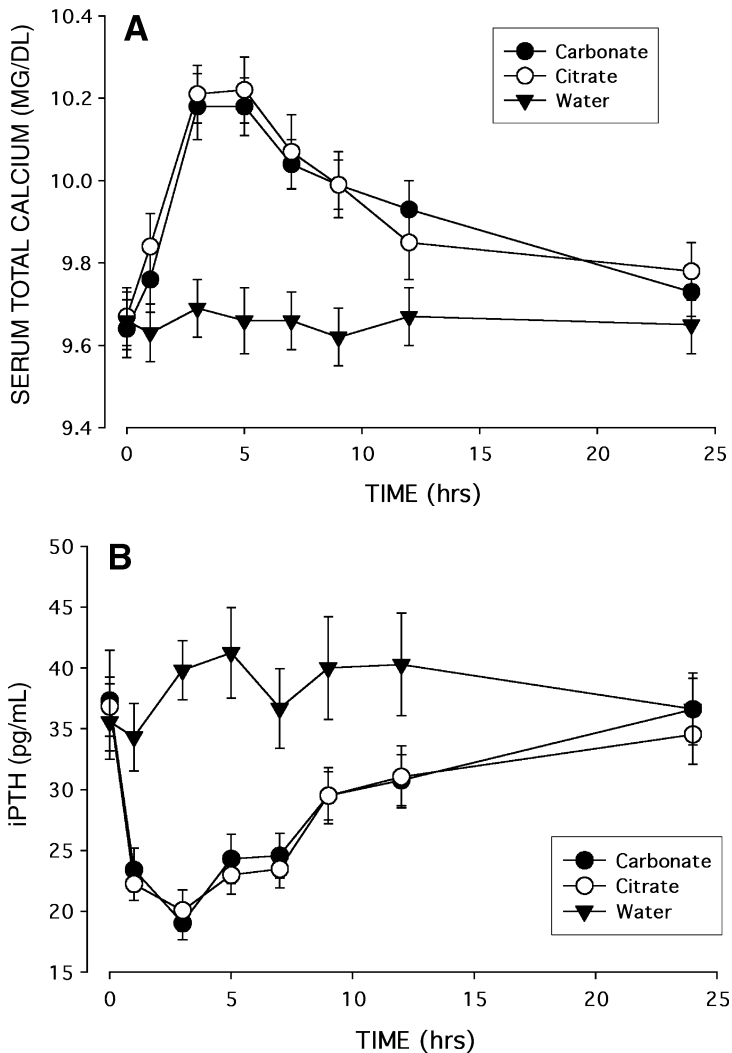 A
10.4
10.2
10.0
9.8
9.6
9.4
SERUM TOTAL CALCIUM (MG/DL)
Carbonate
Citrate
Water
0 5 10 15 20 25
TIME (hrs)
B
50
45
40
35
30
25
20
15
iPTH (pg/mL)
Carbonate
Citrate
Water
0 5 10 15 20 25
TIME (hrs)